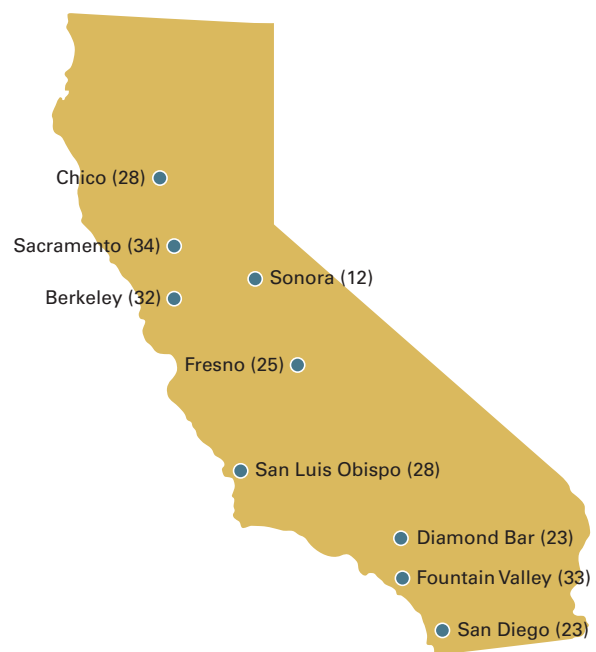 Chico (28)
Sacramento (34)
Sonora (12)
Berkeley (32)
Fresno (25)
San Luis Obispo (28)
Diamond Bar (23)
Fountain Valley (33)
San Diego (23)